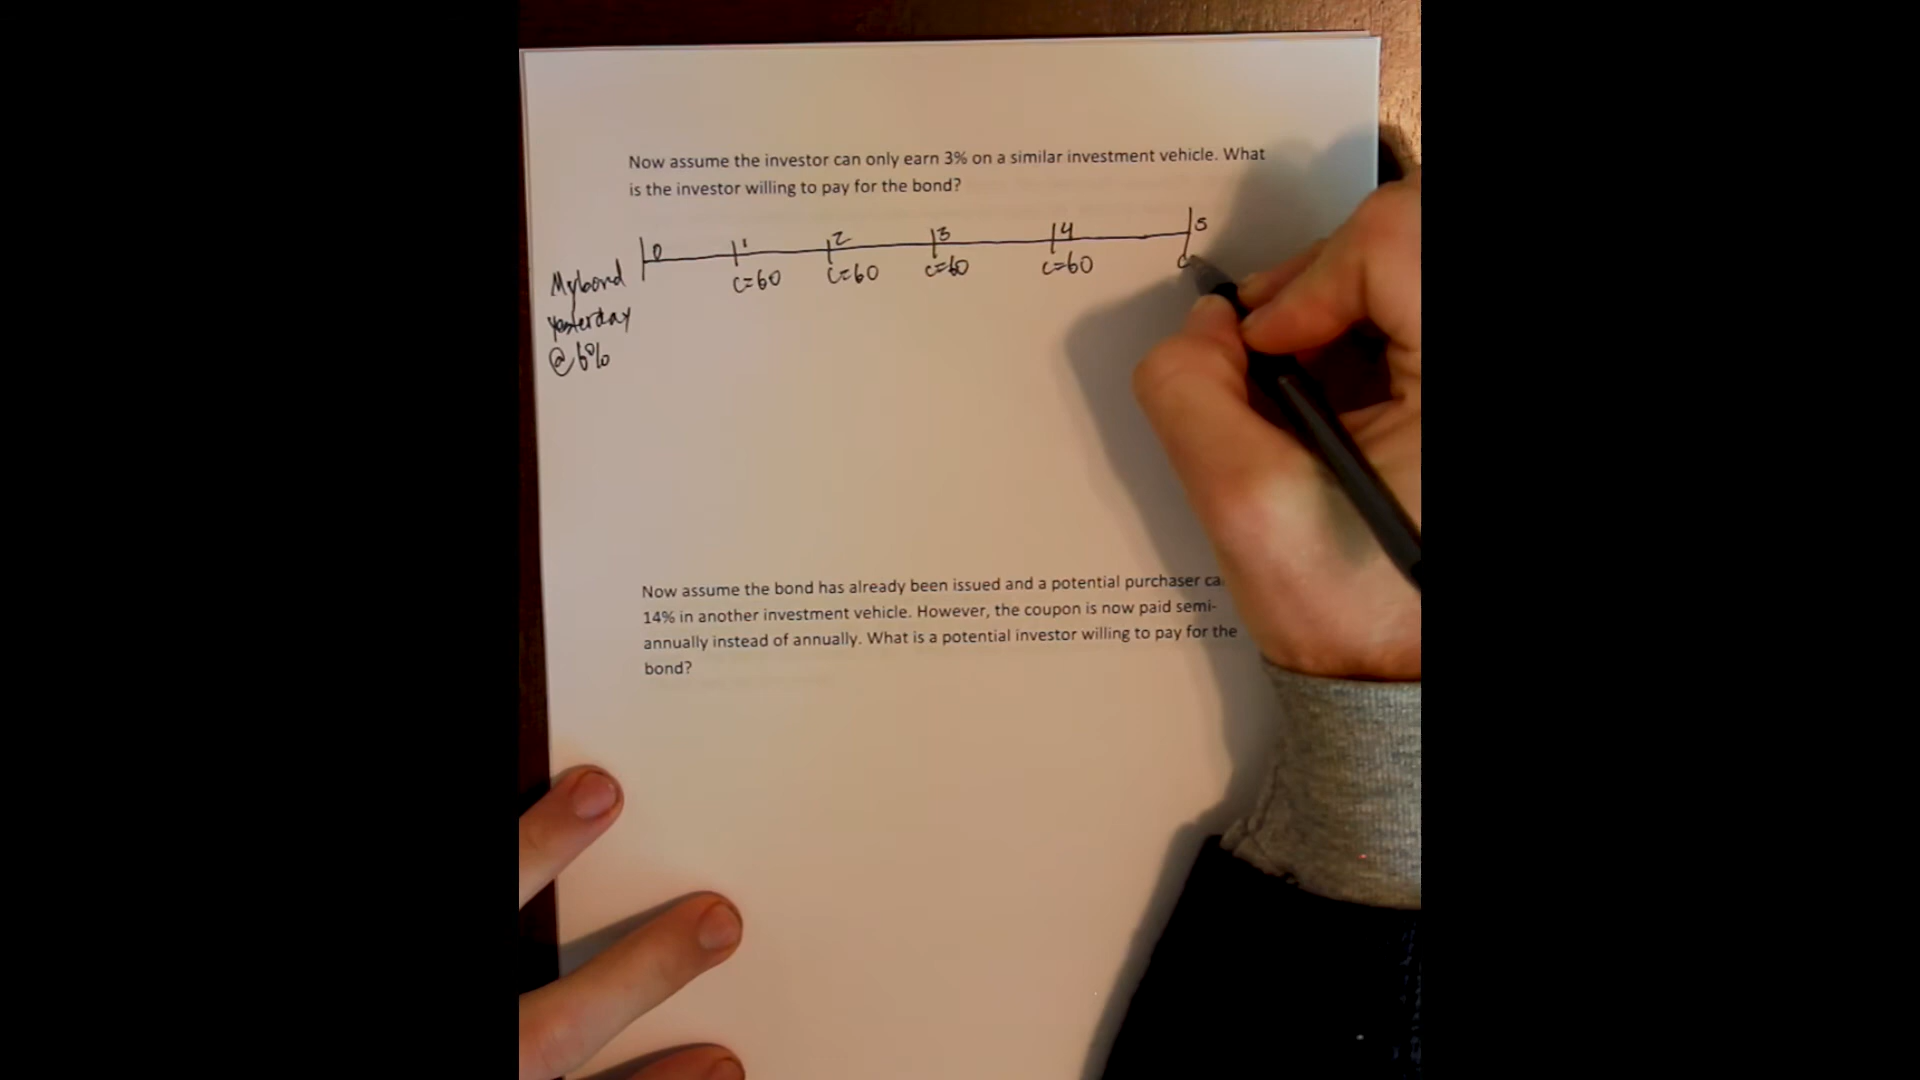 Now assume the investor can only earn 3% on a similar investment vehicle. What
is the investor willing to pay for the bond?
0 1 2 3 4 5
My bond C=60 C=60 C=60 C=60 C
yesterday
@6%
Now assume the bond has already been issued and a potential purchaser ca
14% in another investment vehicle. However, the coupon is now paid semi-
annually instead of annually. What is a potential investor willing to pay for the
bond?